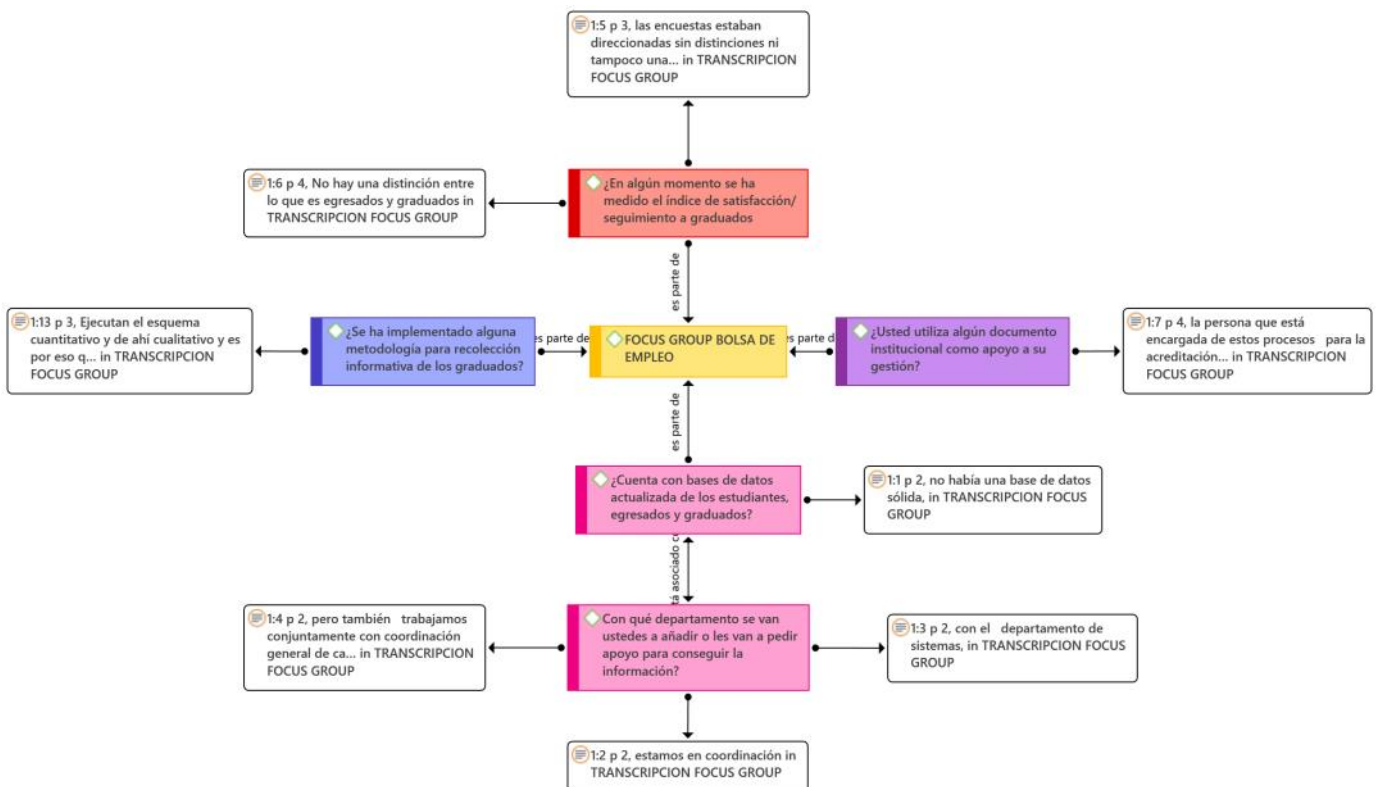 1:5 p 3, las encuestas estaban
direccionadas sin distinciones ni
tampoco una... in TRANSCRIPCION
FOCUS GROUP
1:6 p 4, No hay una distinción entre
lo que es egresados y graduados in
TRANSCRIPCION FOCUS GROUP
¿En algún momento se ha
medido el índice de satisfacción/
seguimiento a graduados
es parte de
1:13 p 3, Ejecutan el esquema
cuantitativo y de ahí cualitativo y es
por eso q... in TRANSCRIPCION
FOCUS GROUP
¿Se ha implementado alguna
metodología para recolección
informativa de los graduados?
es parte de
FOCUS GROUP BOLSA DE
EMPLEO
es parte d
¿Usted utiliza algún documento
institucional como apoyo a su
gestión?
1:7 p 4, la persona que está
encargada de estos procesos para la
acreditación... in TRANSCRIPCION
FOCUS GROUP
es parte de
¿Cuenta con bases de datos
actualizada de los estudiantes,
egresados y graduados?
1:1 p 2, no había una base de datos
sólida, in TRANSCRIPCION FOCUS
GROUP
tá asociado c
1:4 p 2, pero también trabajamos
conjuntamente con coordinación
general de ca... in TRANSCRIPCION
FOCUS GROUP
Con qué departamento se van
ustedes a añadir o les van a pedir
apoyo para conseguir la
información?
1:3 p 2, con el departamento de
sistemas, in TRANSCRIPCION FOCUS
GROUP
1:2 p 2, estamos en coordinación in
TRANSCRIPCION FOCUS GROUP